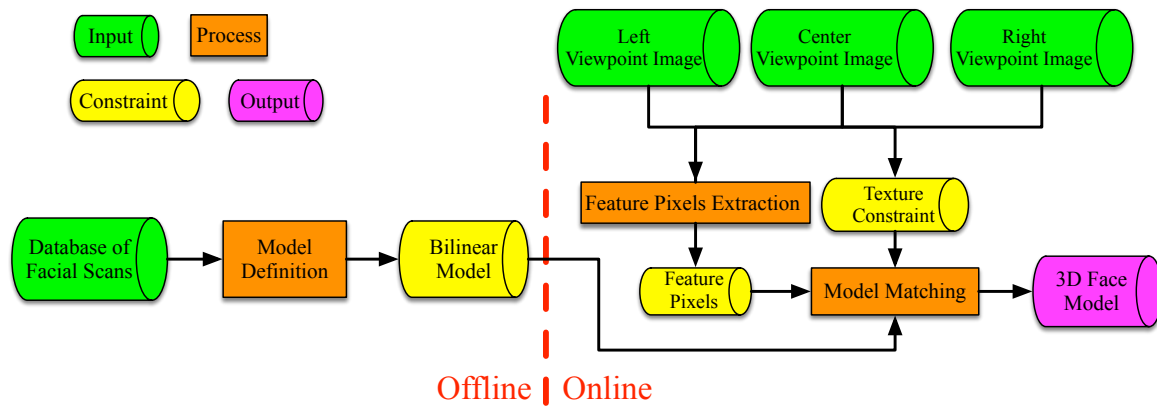 Input
Process
Constraint
Output
Left
Viewpoint Image
Center
Viewpoint Image
Right
Viewpoint Image
Feature Pixels Extraction
Texture
Constraint
Database of
Facial Scans
Model
Definition
Bilinear
Model
Feature
Pixels
Model Matching
3D Face
Model
Offline
Online